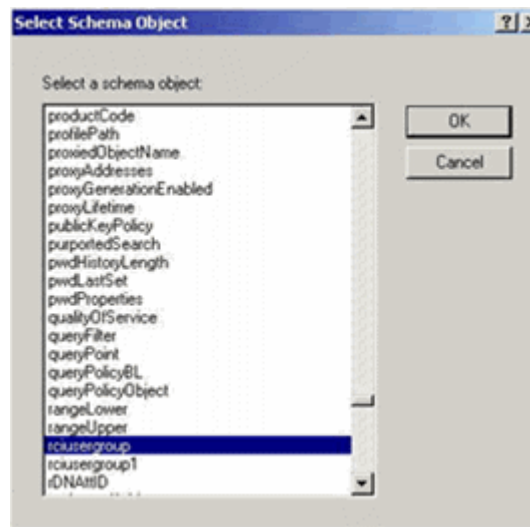 Select Schema Object
Select a schema object:
productCode
profilePath
proxiedObjectName
proxyAddresses
proxyGenerationEnabled
proxyLifetime
publicKeyPolicy
purportedSearch
pwdHistoryLength
pwdLastSet
pwdProperties
qualityOfService
queryFilter
queryPoint
queryPolicyBL
queryPolicyObject
rangeLower
rangeUpper
rciusergroup
rciusergroup1
rDNAttID
OK
Cancel